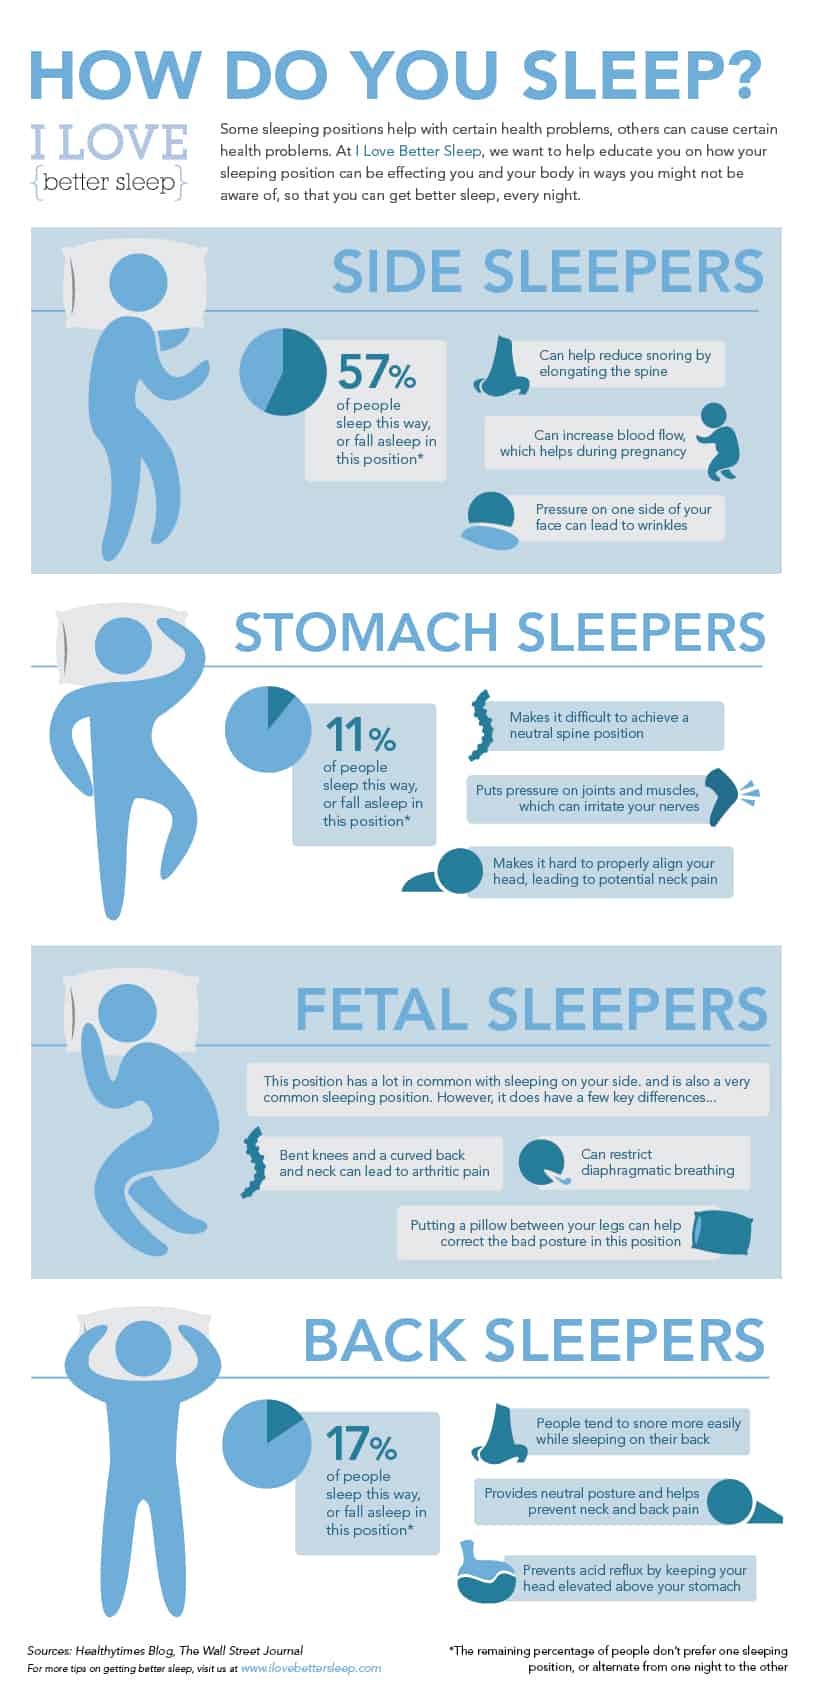 HOW DO YOU SLEEP?
I LOVE
{better sleep}
Some sleeping positions help with certain health problems, others can cause certain
health problems. At I Love Better Sleep, we want to help educate you on how your
sleeping position can be effecting you and your body in ways you might not be
aware of, so that you can get better sleep, every night.
SIDE SLEEPERS
57%
of people
sleep this way,
or fall asleep in
this position*
Can help reduce snoring by
elongating the spine
Can increase blood flow,
which helps during pregnancy
Pressure on one side of your
face can lead to wrinkles
STOMACH SLEEPERS
11%
of people
sleep this way,
or fall asleep in
this position*
Makes it difficult to achieve a
neutral spine position
Puts pressure on joints and muscles,
which can irritate your nerves
Makes it hard to properly align your
head, leading to potential neck pain
FETAL SLEEPERS
This position has a lot in common with sleeping on your side. and is also a very
common sleeping position. However, it does have a few key differences...
Bent knees and a curved back
and neck can lead to arthritic pain
Can restrict
diaphragmatic breathing
Putting a pillow between your legs can help
correct the bad posture in this position
BACK SLEEPERS
17%
of people
sleep this way,
or fall asleep in
this position*
People tend to snore more easily
while sleeping on their back
Provides neutral posture and helps
prevent neck and back pain
Prevents acid reflux by keeping your
head elevated above your stomach
Sources: Healthytimes Blog, The Wall Street Journal
For more tips on getting better sleep, visit us at www.ilovebettersleep.com
*The remaining percentage of people don't prefer one sleeping
position, or alternate from one night to the other